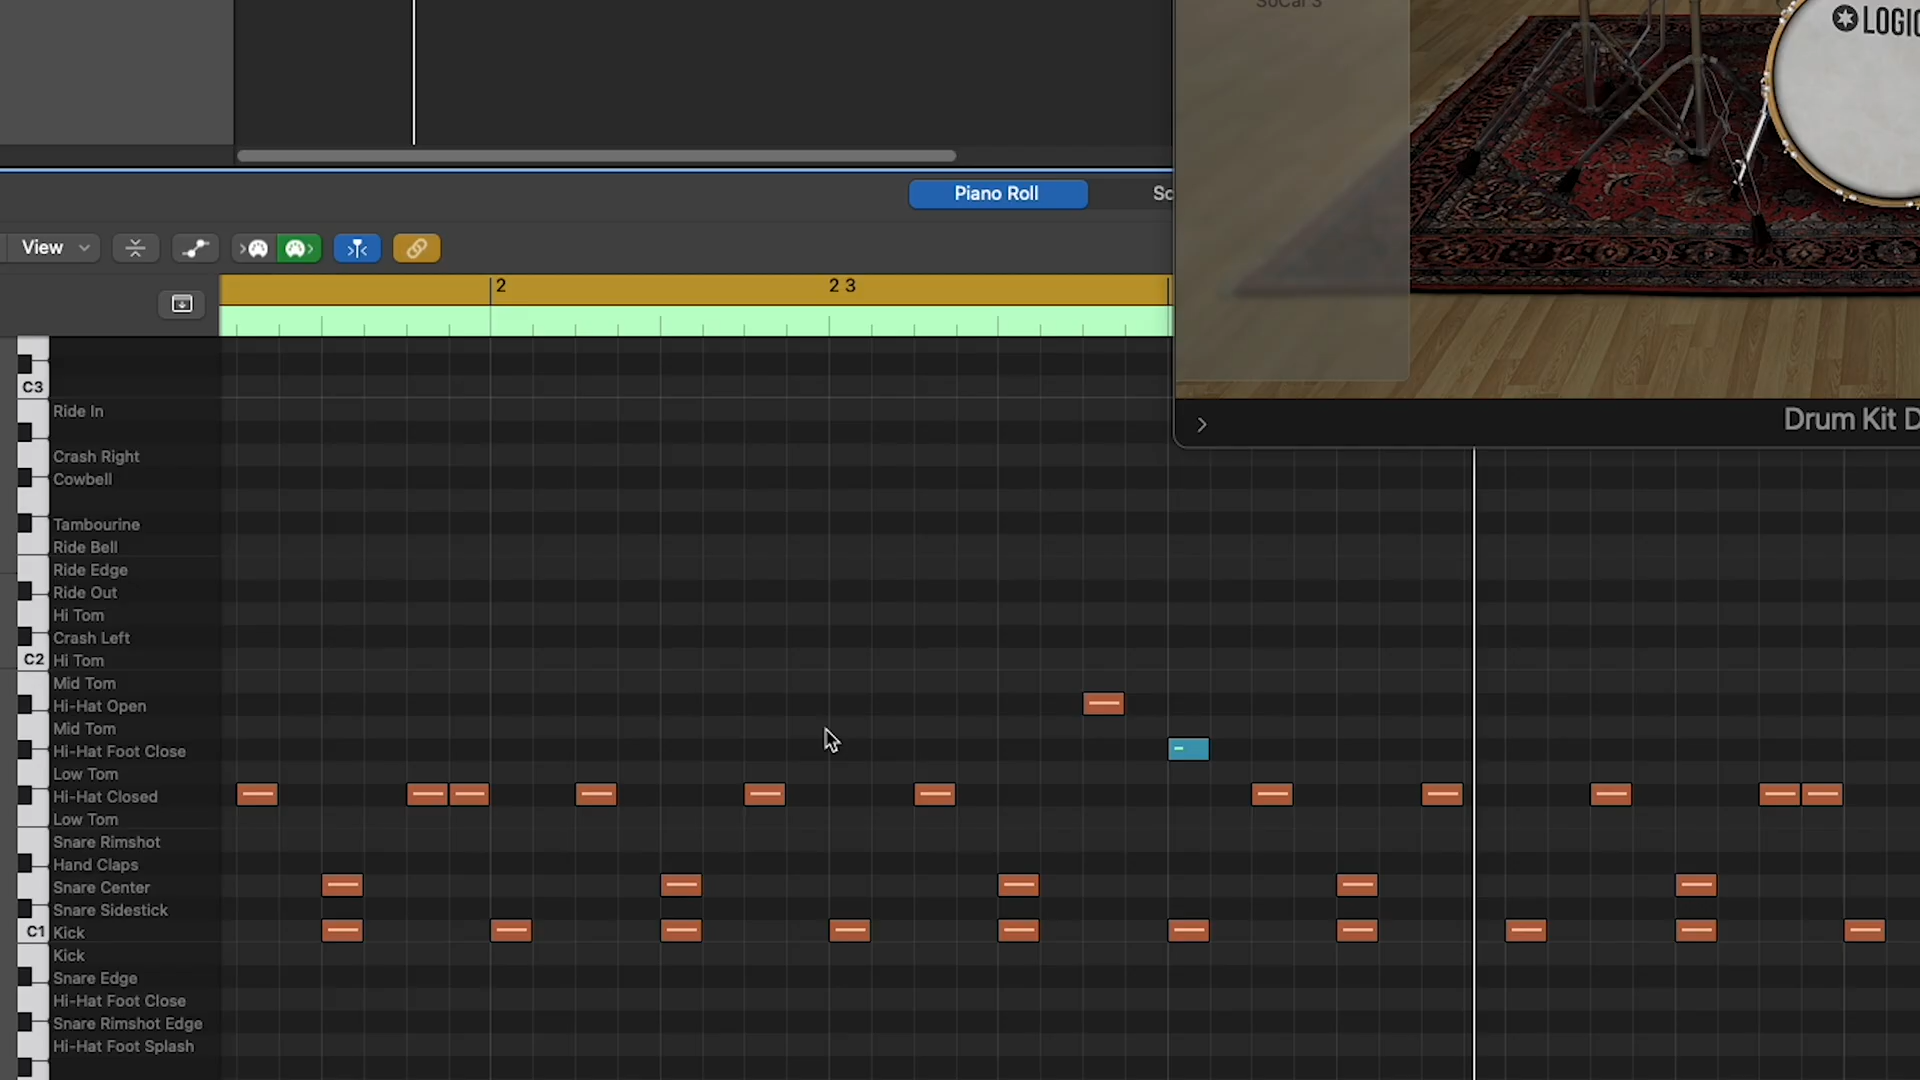 LOGIC
Piano Roll
View
2
2 3
C3
Ride In
Crash Right
Cowbell
Drum Kit D
Tambourine
Ride Bell
Ride Edge
Ride Out
Hi Tom
Crash Left
C2
Hi Tom
Mid Tom
Hi-Hat Open
Mid Tom
Hi-Hat Foot Close
Low Tom
Hi-Hat Closed
Low Tom
Snare Rimshot
Hand Claps
Snare Center
Snare Sidestick
C1
Kick
Kick
Snare Edge
Hi-Hat Foot Close
Snare Rimshot Edge
Hi-Hat Foot Splash